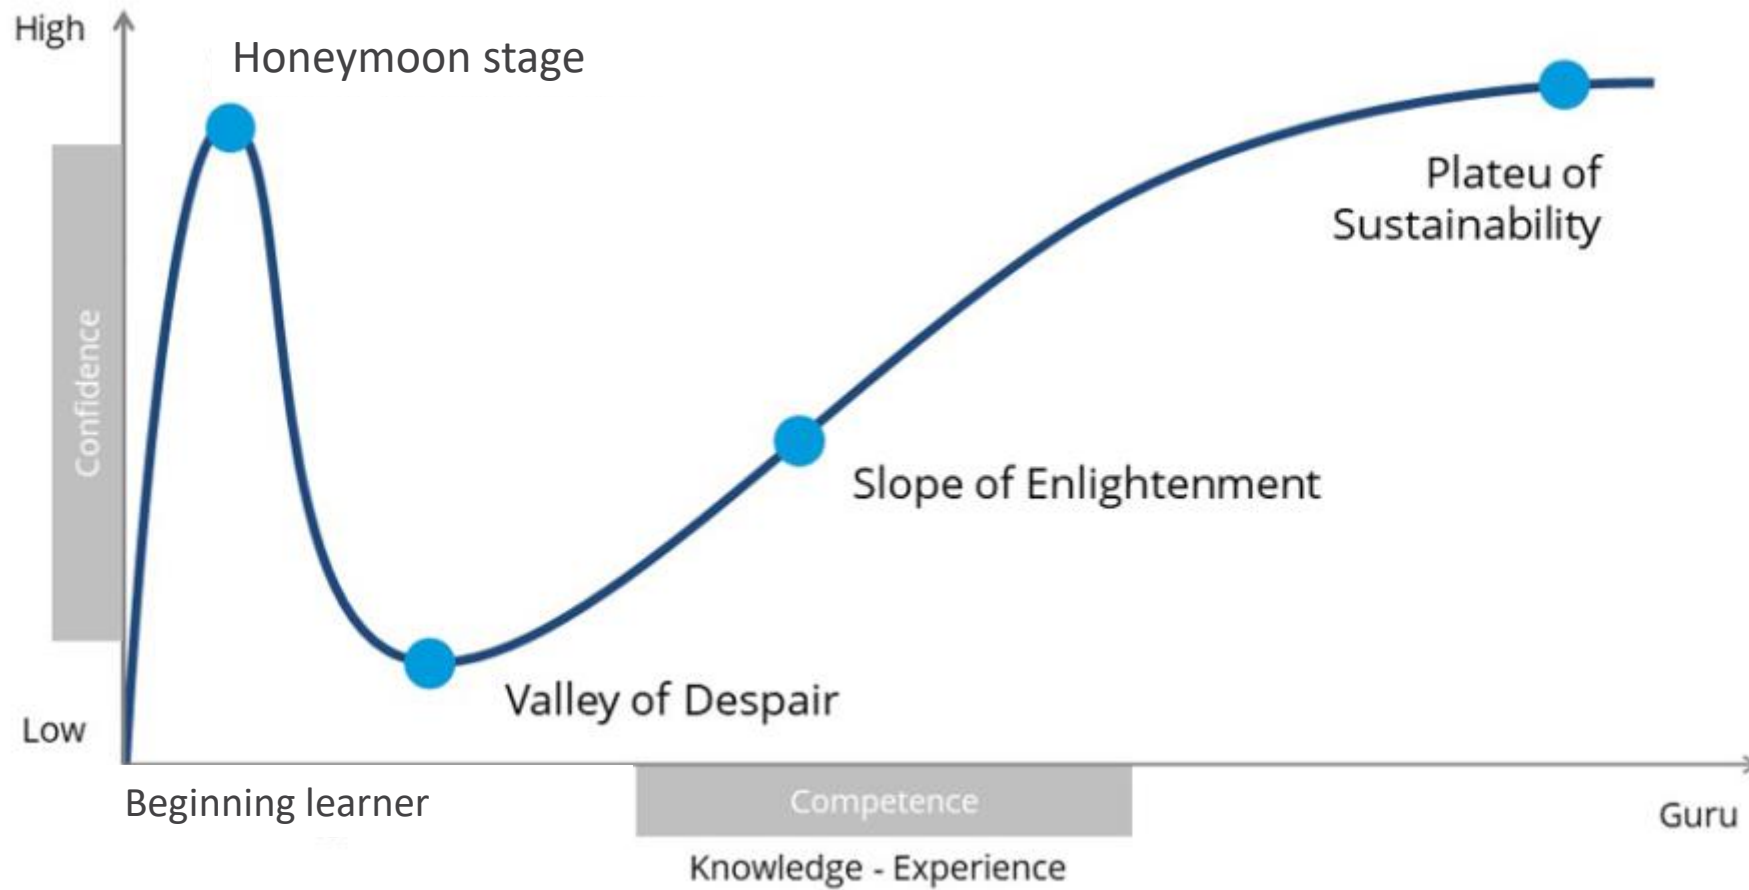 High
Honeymoon stage
Plateu of
Sustainability
Confidence
Slope of Enlightenment
Valley of Despair
Low
Beginning learner
Competence
Guru
Knowledge - Experience